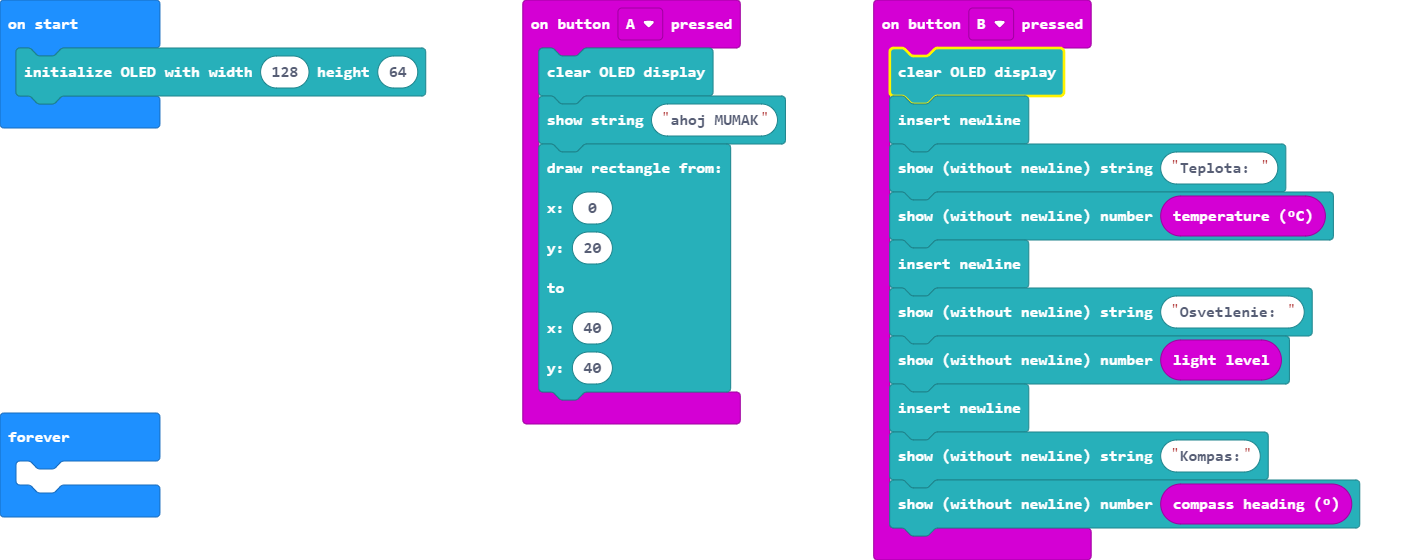 on start
initialize OLED with width 128 height 64
forever
on button A pressed
clear OLED display
show string "ahoj MUMAK"
draw rectangle from:
x: 0
y: 20
to
x: 40
y: 40
on button B pressed
clear OLED display
insert newline
show (without newline) string "Teplota: "
show (without newline) number temperature (ºC)
insert newline
show (without newline) string "Osvetlenie: "
show (without newline) number light level
insert newline
show (without newline) string "Kompas:"
show (without newline) number compass heading (º)